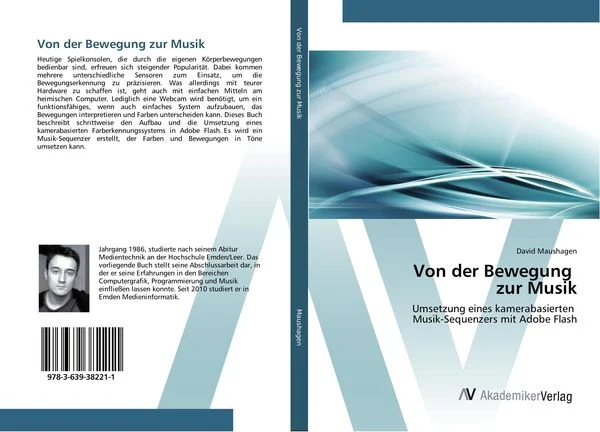 Von der Bewegung zur Musik
Heutige Spielkonsolen, die durch die eigenen Körperbewegungen
bedienbar sind, erfreuen sich steigender Popularität. Dabei kommen
mehrere unterschiedliche Sensoren zum Einsatz, um die
Bewegungserkennung zu präzisieren. Was allerdings mit teurer
Hardware zu schaffen ist, geht auch mit einfachen Mitteln am
heimischen Computer. Lediglich eine Webcam wird benötigt, um ein
funktionsfähiges, wenn auch einfaches System aufzubauen, das
Bewegungen interpretieren und Farben unterscheiden kann. Dieses Buch
beschreibt schrittweise den Aufbau und die Umsetzung eines
kamerabasierten Farberkennungssystems in Adobe Flash. Es wird ein
Musik-Sequenzer erstellt, der Farben und Bewegungen in Töne
umsetzen kann.
Jahrgang 1986, studierte nach seinem Abitur
Medientechnik an der Hochschule Emden/Leer. Das
vorliegende Buch stellt seine Abschlussarbeit dar, in
der er seine Erfahrungen in den Bereichen
Computergrafik, Programmierung und Musik
einfließen lassen konnte. Seit 2010 studiert er in
Emden Medieninformatik.
978-3-639-38221-1
Von der Bewegung zur Musik
Maushagen
David Maushagen
Von der Bewegung
zur Musik
Umsetzung eines kamerabasierten
Musik-Sequenzers mit Adobe Flash
AV AkademikerVerlag